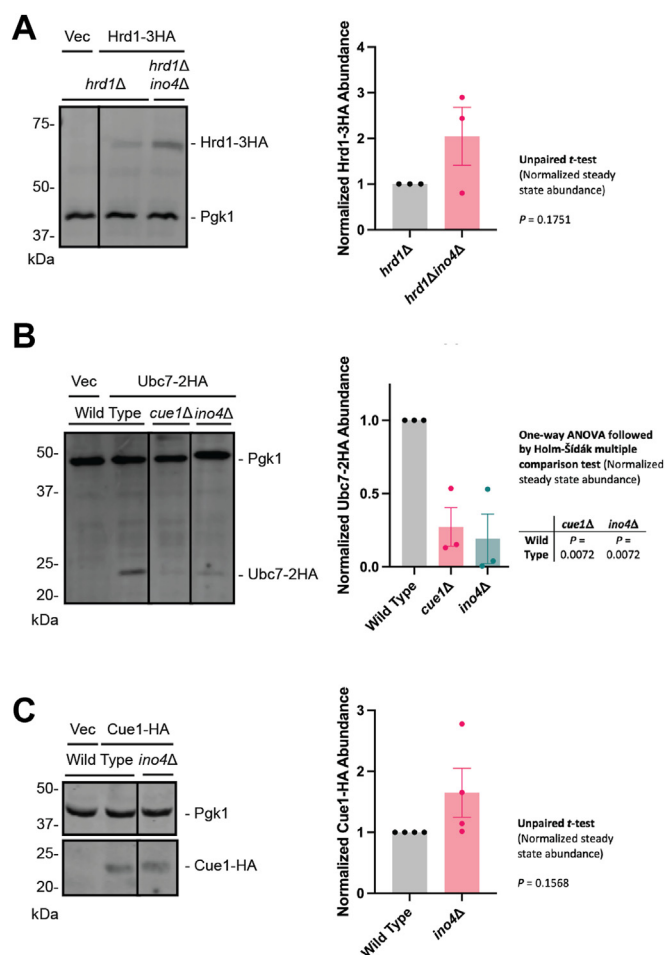 A
Vec Hrd1-3HA
hrd1Δ
hrd1Δ
ino4Δ
75-
50-
37-
kDa
- Hrd1-3HA
- Pgk1
Normalized Hrd1-3HA Abundance
4
3
2
1
0
hrd1Δ
hrd1Δino4Δ
Unpaired t-test
(Normalized steady
state abundance)
P = 0.1751
B
Vec Ubc7-2HA
Wild Type cue1Δ ino4Δ
50-
37-
25-
20-
kDa
- Pgk1
- Ubc7-2HA
Normalized Ubc7-2HA Abundance
1.0
0.5
0.0
Wild Type
cue1Δ
ino4Δ
One-way ANOVA followed
by Holm-Šídák multiple
comparison test (Normalized
steady state abundance)
cue1Δ ino4Δ
Wild P = P =
Type 0.0072 0.0072
C
Vec Cue1-HA
Wild Type ino4Δ
50-
37-
25-
20-
kDa
- Pgk1
- Cue1-HA
Normalized Cue1-HA Abundance
3
2
1
0
Wild Type
ino4Δ
Unpaired t-test
(Normalized steady
state abundance)
P = 0.1568